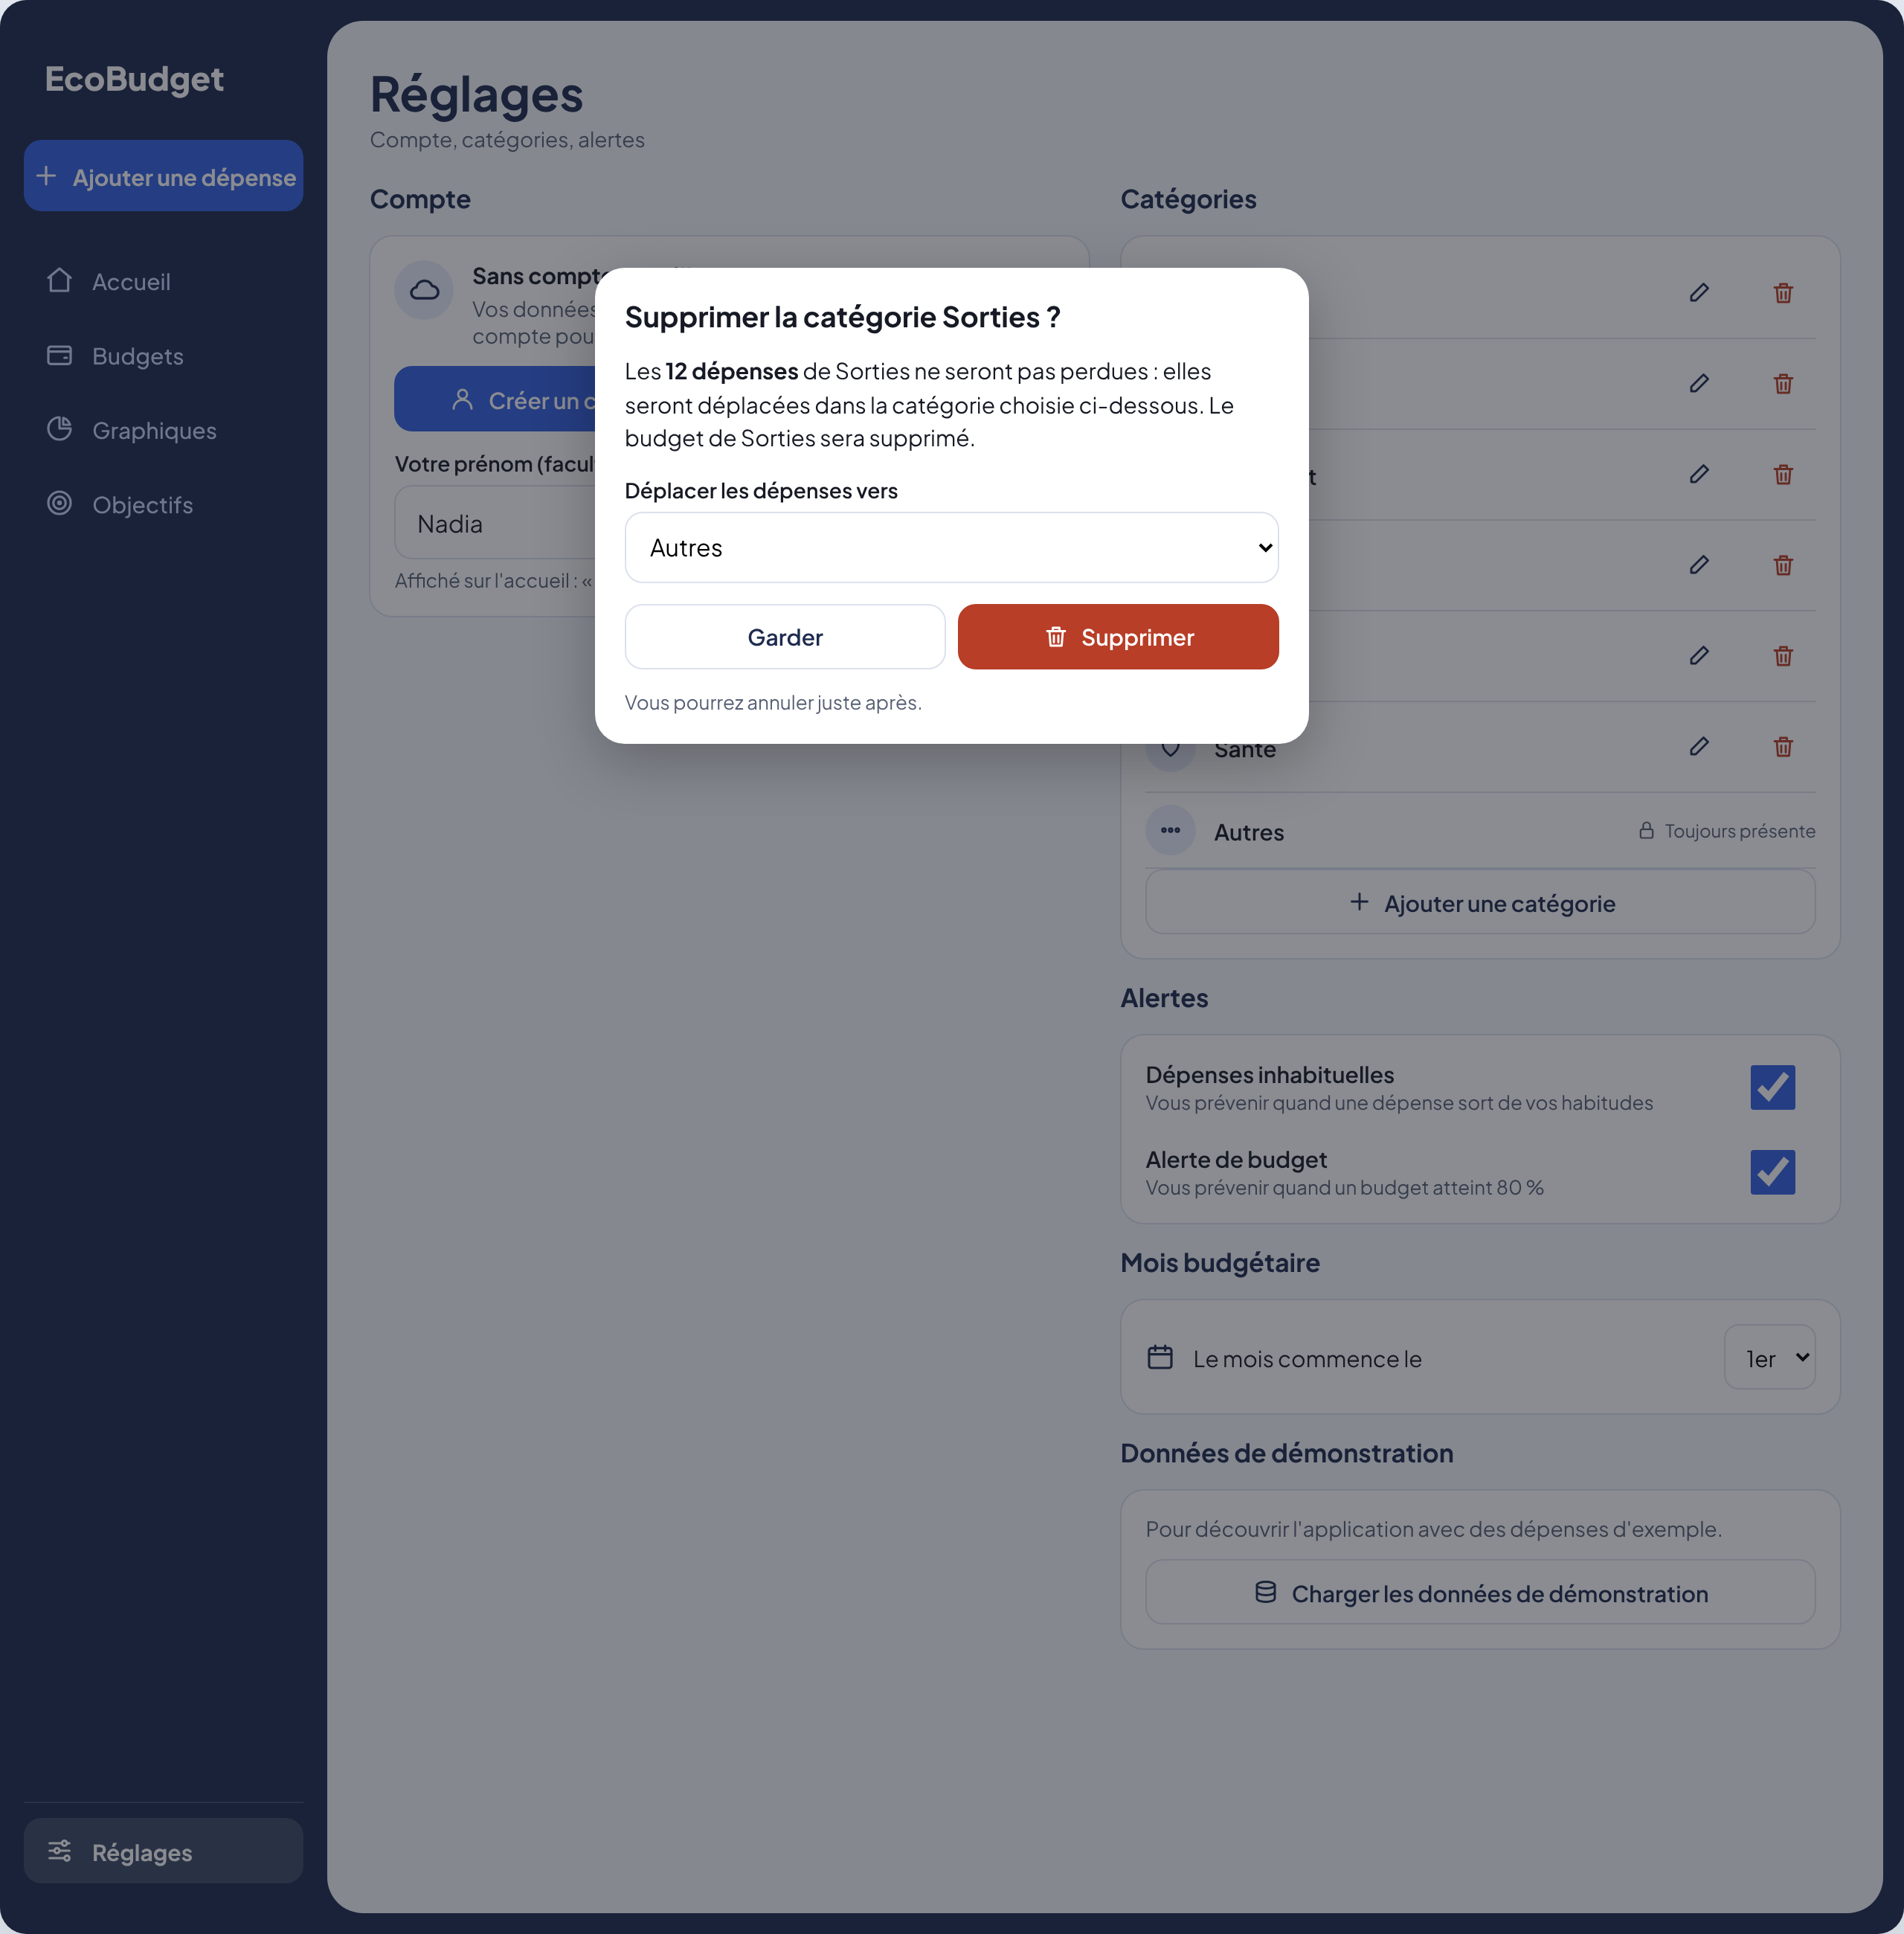 EcoBudget
Ajouter une dépense
Accueil
Budgets
Graphiques
Objectifs
Réglages
Réglages
Compte, catégories, alertes
Compte
Sans compte
Vos données
compte pou
Créer un c
Votre prénom (facul
Nadia
Affiché sur l'accueil : «
Supprimer la catégorie Sorties ?
Les 12 dépenses de Sorties ne seront pas perdues : elles
seront déplacées dans la catégorie choisie ci-dessous. Le
budget de Sorties sera supprimé.
Déplacer les dépenses vers
Autres
Garder
Supprimer
Vous pourrez annuler juste après.
Catégories
t
Santé
Autres
Toujours présente
Ajouter une catégorie
Alertes
Dépenses inhabituelles
Vous prévenir quand une dépense sort de vos habitudes
Alerte de budget
Vous prévenir quand un budget atteint 80 %
Mois budgétaire
Le mois commence le
1er
Données de démonstration
Pour découvrir l'application avec des dépenses d'exemple.
Charger les données de démonstration